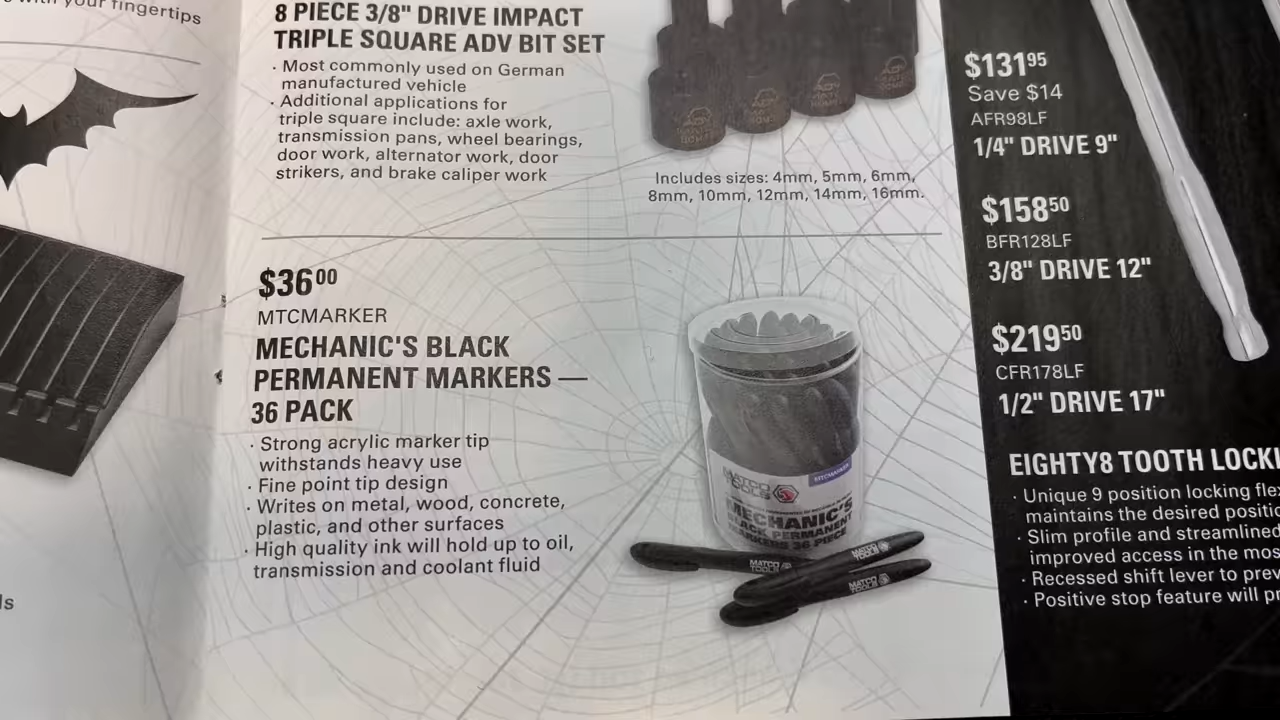 with your fingertips
ls
8 PIECE 3/8" DRIVE IMPACT
TRIPLE SQUARE ADV BIT SET
· Most commonly used on German
manufactured vehicle
· Additional applications for
triple square include: axle work,
transmission pans, wheel bearings,
door work, alternator work, door
strikers, and brake caliper work
Includes sizes: 4mm, 5mm, 6mm,
8mm, 10mm, 12mm, 14mm, 16mm.
$36⁰⁰
MTCMARKER
MECHANIC'S BLACK
PERMANENT MARKERS —
36 PACK
· Strong acrylic marker tip
withstands heavy use
· Fine point tip design
· Writes on metal, wood, concrete,
plastic, and other surfaces
· High quality ink will hold up to oil,
transmission and coolant fluid
MATCO
TOOLS
MTCMARKER
MECHANIC'S
BLACK PERMANENT
MARKERS 36 PIECE
MATCO
TOOLS
MATCO
TOOLS
MATCO
TOOLS
$131⁹⁵
Save $14
AFR98LF
1/4" DRIVE 9"
$158⁵⁰
BFR128LF
3/8" DRIVE 12"
$219⁵⁰
CFR178LF
1/2" DRIVE 17"
EIGHTY8 TOOTH LOCKI
· Unique 9 position locking flex
maintains the desired positio
· Slim profile and streamlined
improved access in the mos
· Recessed shift lever to prev
· Positive stop feature will pr